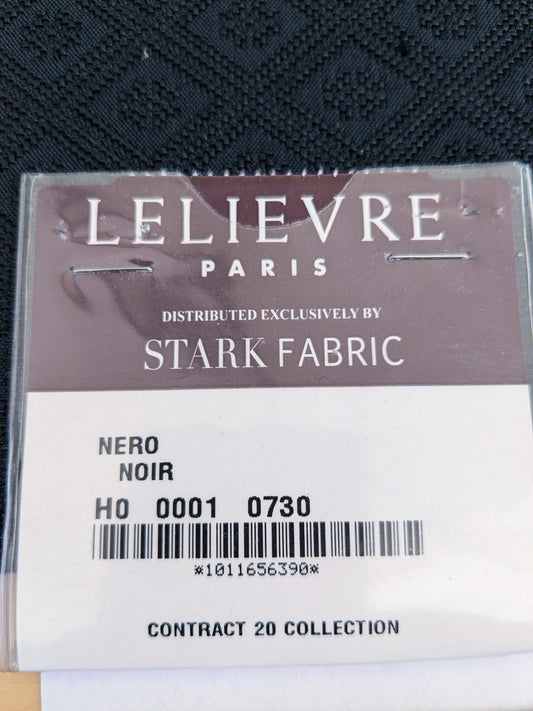 LELIEVRE
PARIS
DISTRIBUTED EXCLUSIVELY BY
STARK FABRIC
NERO
NOIR
H0 0001 0730
*1011656390*
CONTRACT 20 COLLECTION